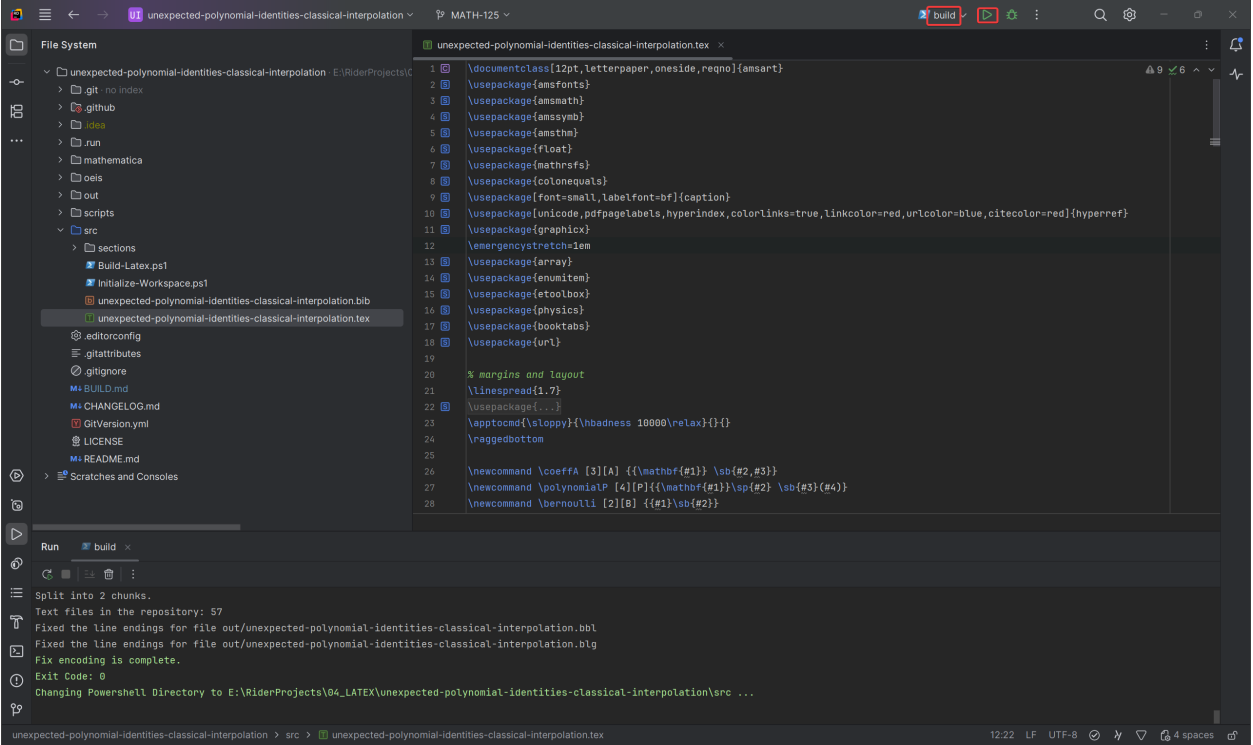 UI unexpected-polynomial-identities-classical-interpolation MATH-125 build
File System
unexpected-polynomial-identities-classical-interpolation · E:\RiderProjects\0
.git · no index
.github
.idea
.run
mathematica
oeis
out
scripts
src
sections
Build-Latex.ps1
Initialize-Workspace.ps1
unexpected-polynomial-identities-classical-interpolation.bib
unexpected-polynomial-identities-classical-interpolation.tex
.editorconfig
.gitattributes
.gitignore
M↓ BUILD.md
M↓ CHANGELOG.md
GitVersion.yml
LICENSE
M↓ README.md
Scratches and Consoles
unexpected-polynomial-identities-classical-interpolation.tex ×
9 6
1 \documentclass[12pt,letterpaper,oneside,reqno]{amsart}
2 \usepackage{amsfonts}
3 \usepackage{amsmath}
4 \usepackage{amssymb}
5 \usepackage{amsthm}
6 \usepackage{float}
7 \usepackage{mathrsfs}
8 \usepackage{colonequals}
9 \usepackage[font=small,labelfont=bf]{caption}
10 \usepackage[unicode,pdfpagelabels,hyperindex,colorlinks=true,linkcolor=red,urlcolor=blue,citecolor=red]{hyperref}
11 \usepackage{graphicx}
12 \emergencystretch=1em
13 \usepackage{array}
14 \usepackage{enumitem}
15 \usepackage{etoolbox}
16 \usepackage{physics}
17 \usepackage{booktabs}
18 \usepackage{url}
19
20 % margins and layout
21 \linespread{1.7}
22 \usepackage{...}
23 \apptocmd{\sloppy}{\hbadness 10000\relax}{}{}
24 \raggedbottom
25
26 \newcommand \coeffA [3][A] {{\mathbf{#1}} \sb{#2,#3}}
27 \newcommand \polynomialP [4][P]{{\mathbf{#1}}\sp{#2} \sb{#3}(#4)}
28 \newcommand \bernoulli [2][B] {{#1}\sb{#2}}
Run build ×
Split into 2 chunks.
Text files in the repository: 57
Fixed the line endings for file out/unexpected-polynomial-identities-classical-interpolation.bbl
Fixed the line endings for file out/unexpected-polynomial-identities-classical-interpolation.blg
Fix encoding is complete.
Exit Code: 0
Changing Powershell Directory to E:\RiderProjects\04_LATEX\unexpected-polynomial-identities-classical-interpolation\src ...
unexpected-polynomial-identities-classical-interpolation > src > unexpected-polynomial-identities-classical-interpolation.tex 12:22 LF UTF-8 4 spaces